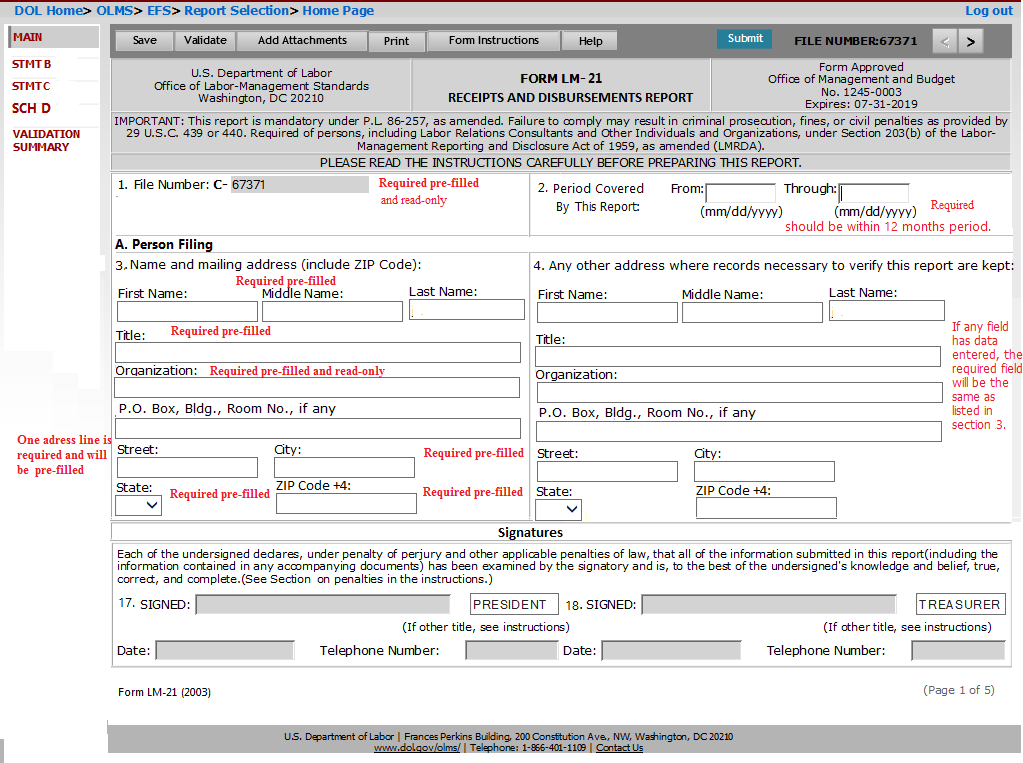 DOL Home> OLMS> EFS> Report Selection> Home Page
Log out
MAIN
STMT B
STMT C
SCH D
VALIDATION
SUMMARY
Save
Validate
Add Attachments
Print
Form Instructions
Help
Submit
FILE NUMBER:67371
<
>
U.S. Department of Labor
Office of Labor-Management Standards
Washington, DC 20210
FORM LM- 21
RECEIPTS AND DISBURSEMENTS REPORT
Form Approved
Office of Management and Budget
No. 1245-0003
Expires: 07-31-2019
IMPORTANT: This report is mandatory under P.L. 86-257, as amended. Failure to comply may result in criminal prosecution, fines, or civil penalties as provided by
29 U.S.C. 439 or 440. Required of persons, including Labor Relations Consultants and Other Individuals and Organizations, under Section 203(b) of the Labor-
Management Reporting and Disclosure Act of 1959, as amended (LMRDA).
PLEASE READ THE INSTRUCTIONS CAREFULLY BEFORE PREPARING THIS REPORT.
1. File Number: C- 67371
Required pre-filled
and read-only
2. Period Covered
By This Report:
From:
Through:
(mm/dd/yyyy)
(mm/dd/yyyy)
Required
should be within 12 months period.
A. Person Filing
3. Name and mailing address (include ZIP Code):
Required pre-filled
First Name:
Middle Name:
Last Name:
Title:
Required pre-filled
Organization:
Required pre-filled and read-only
P.O. Box, Bldg., Room No., if any
One adress line is
required and will
be pre-filled
Street:
City:
Required pre-filled
State:
Required pre-filled
ZIP Code +4:
Required pre-filled
4. Any other address where records necessary to verify this report are kept:
First Name:
Middle Name:
Last Name:
Title:
Organization:
P.O. Box, Bldg., Room No., if any
Street:
City:
State:
ZIP Code +4:
If any field
has data
entered, the
required field
will be the
same as
listed in
section 3.
Signatures
Each of the undersigned declares, under penalty of perjury and other applicable penalties of law, that all of the information submitted in this report(including the
information contained in any accompanying documents) has been examined by the signatory and is, to the best of the undersigned's knowledge and belief, true,
correct, and complete.(See Section on penalties in the instructions.)
17. SIGNED:
PRESIDENT
18. SIGNED:
TREASURER
(If other title, see instructions)
(If other title, see instructions)
Date:
Telephone Number:
Date:
Telephone Number:
Form LM-21 (2003)
(Page 1 of 5)
U.S. Department of Labor | Frances Perkins Building, 200 Constitution Ave., NW, Washington, DC 20210
www.dol.gov/olms/ | Telephone: 1-866-401-1109 | Contact Us